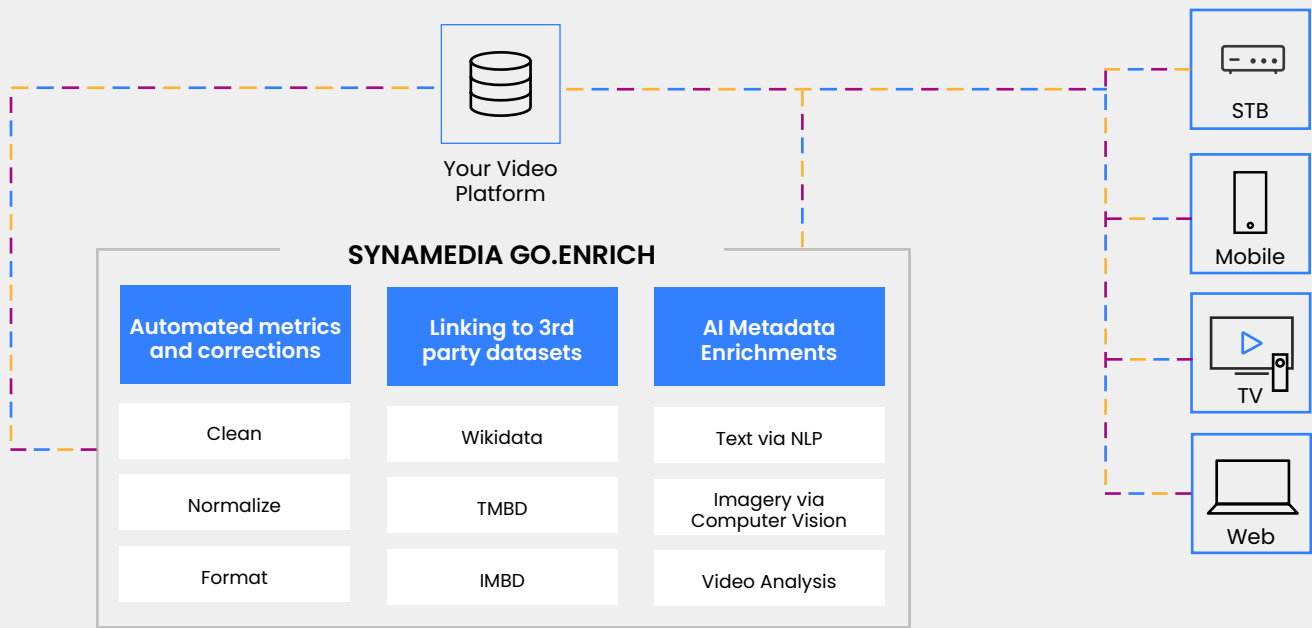 STB
Your Video
Platform
Mobile
SYNAMEDIA GO.ENRICH
Automated metrics
and corrections
Clean
Normalize
Format
Linking to 3rd
party datasets
Wikidata
TMBD
IMBD
AI Metadata
Enrichments
Text via NLP
Imagery via
Computer Vision
Video Analysis
TV
Web